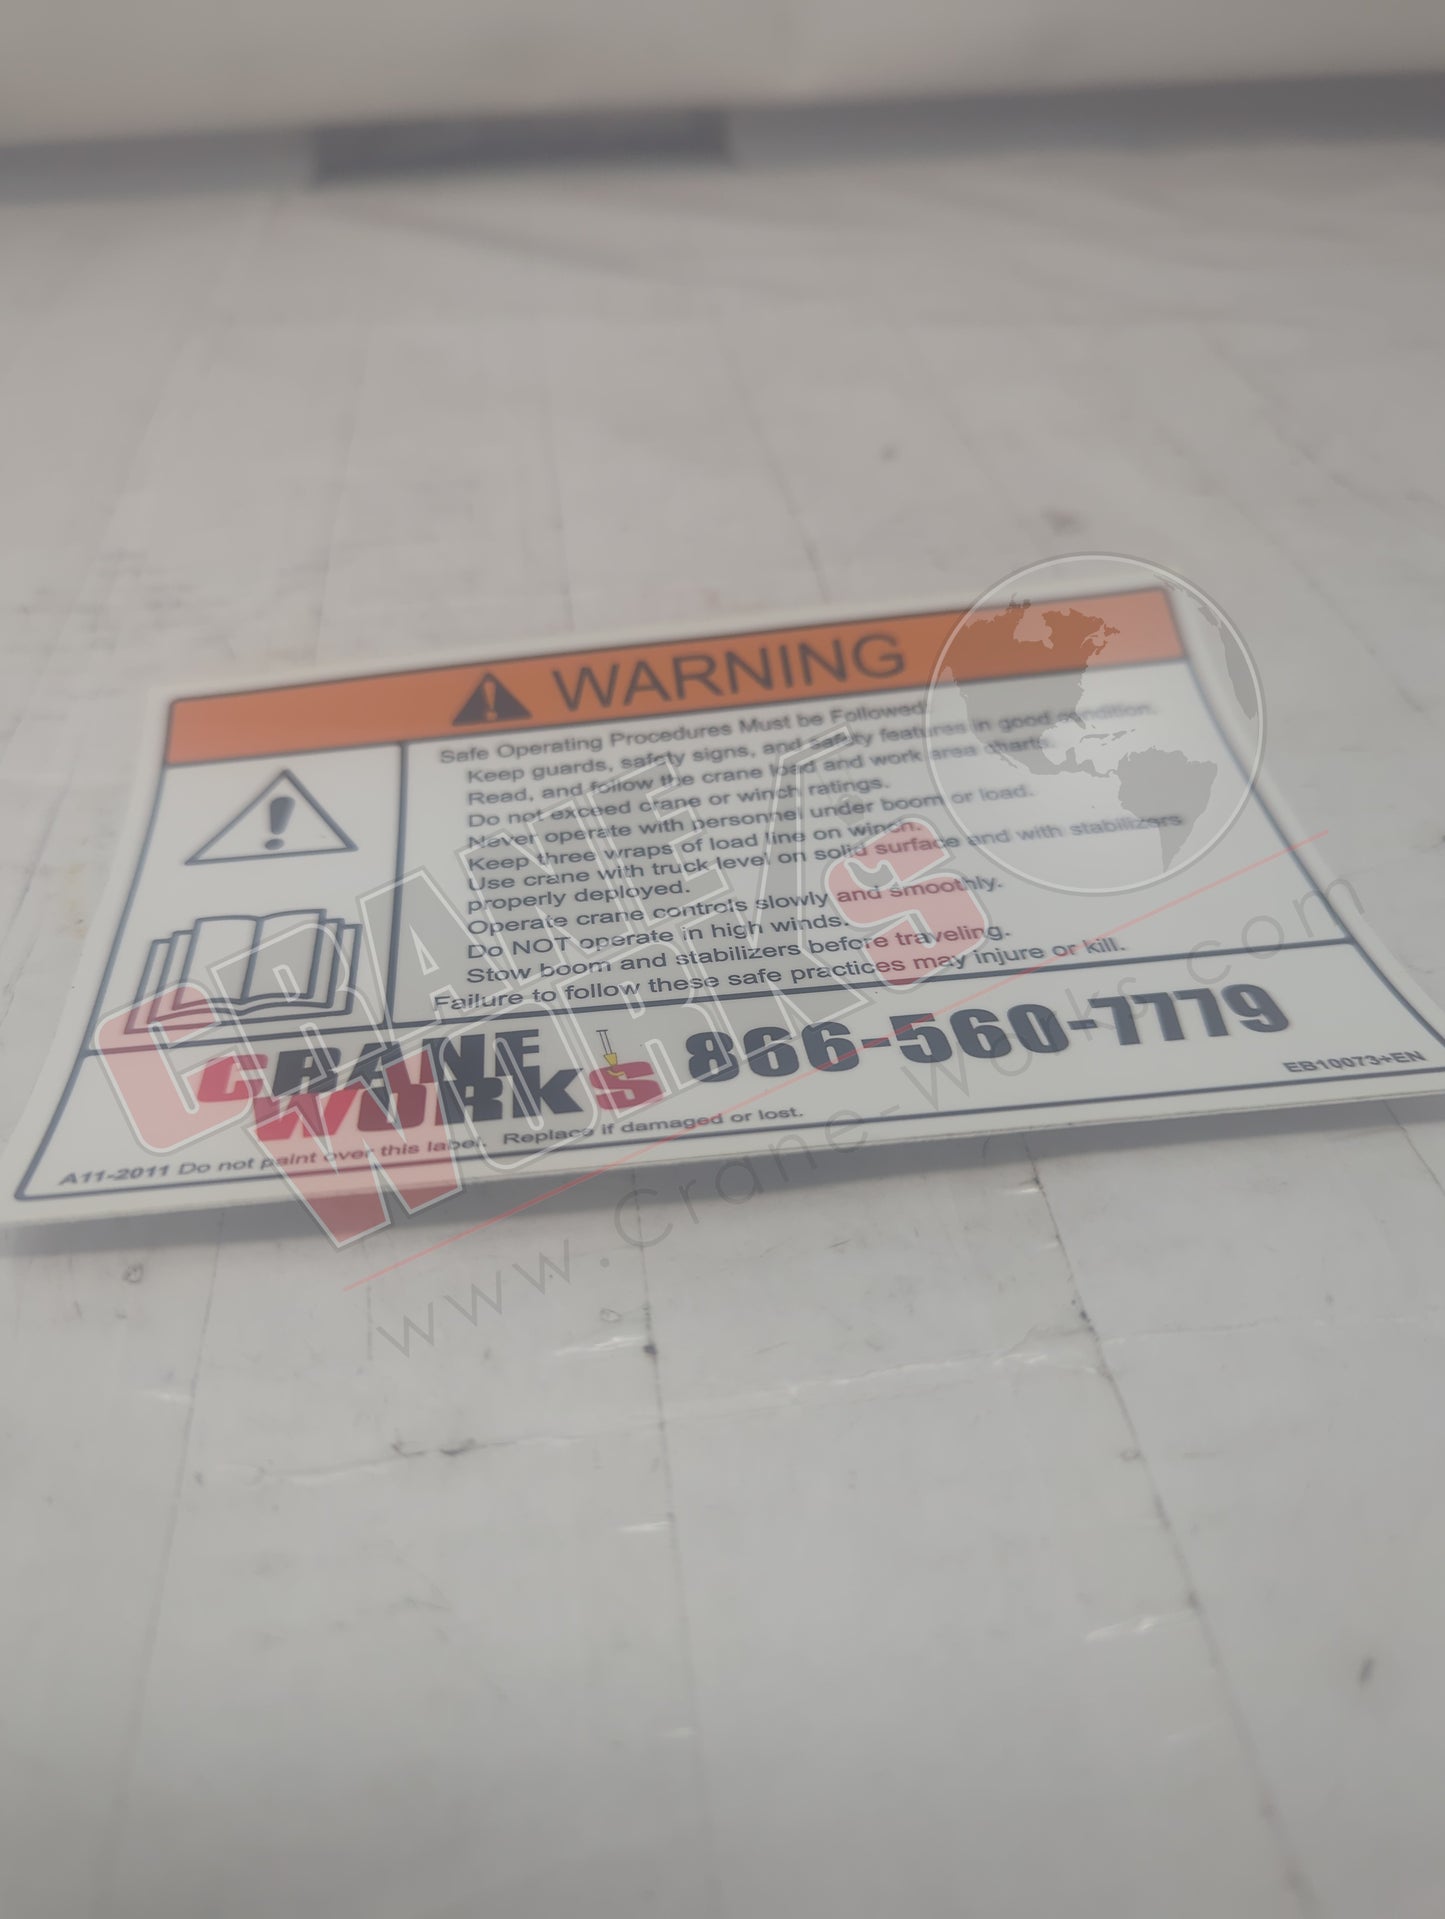 WARNING
Safe Operating Procedures Must be Followed:
Keep guards, safety signs, and safety features in good condition.
Read, and follow the crane load and work area charts.
Do not exceed crane or winch ratings.
Never operate with personnel under boom or load.
Keep three wraps of load line on winch.
Use crane with truck level on solid surface and with stabilizers
properly deployed.
Operate crane controls slowly and smoothly.
Do NOT operate in high winds.
Stow boom and stabilizers before traveling.
Failure to follow these safe practices may injure or kill.
CRANE
WORKS 866-560-7779
EB10073+EN
A11-2011 Do not paint over this label. Replace if damaged or lost.
CRANE
WORKS
www.Crane-Works.com